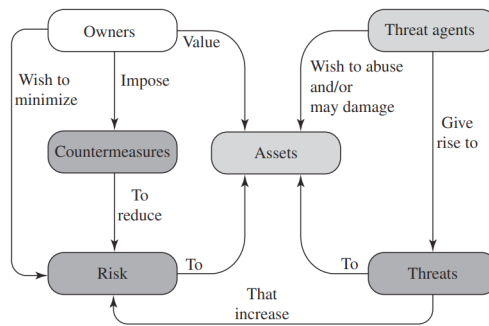 Owners
Threat agents
Value
Wish to
minimize
Impose
Wish to abuse
and/or
may damage
Give
rise to
Countermeasures
Assets
To
reduce
Risk
To
To
Threats
That
increase